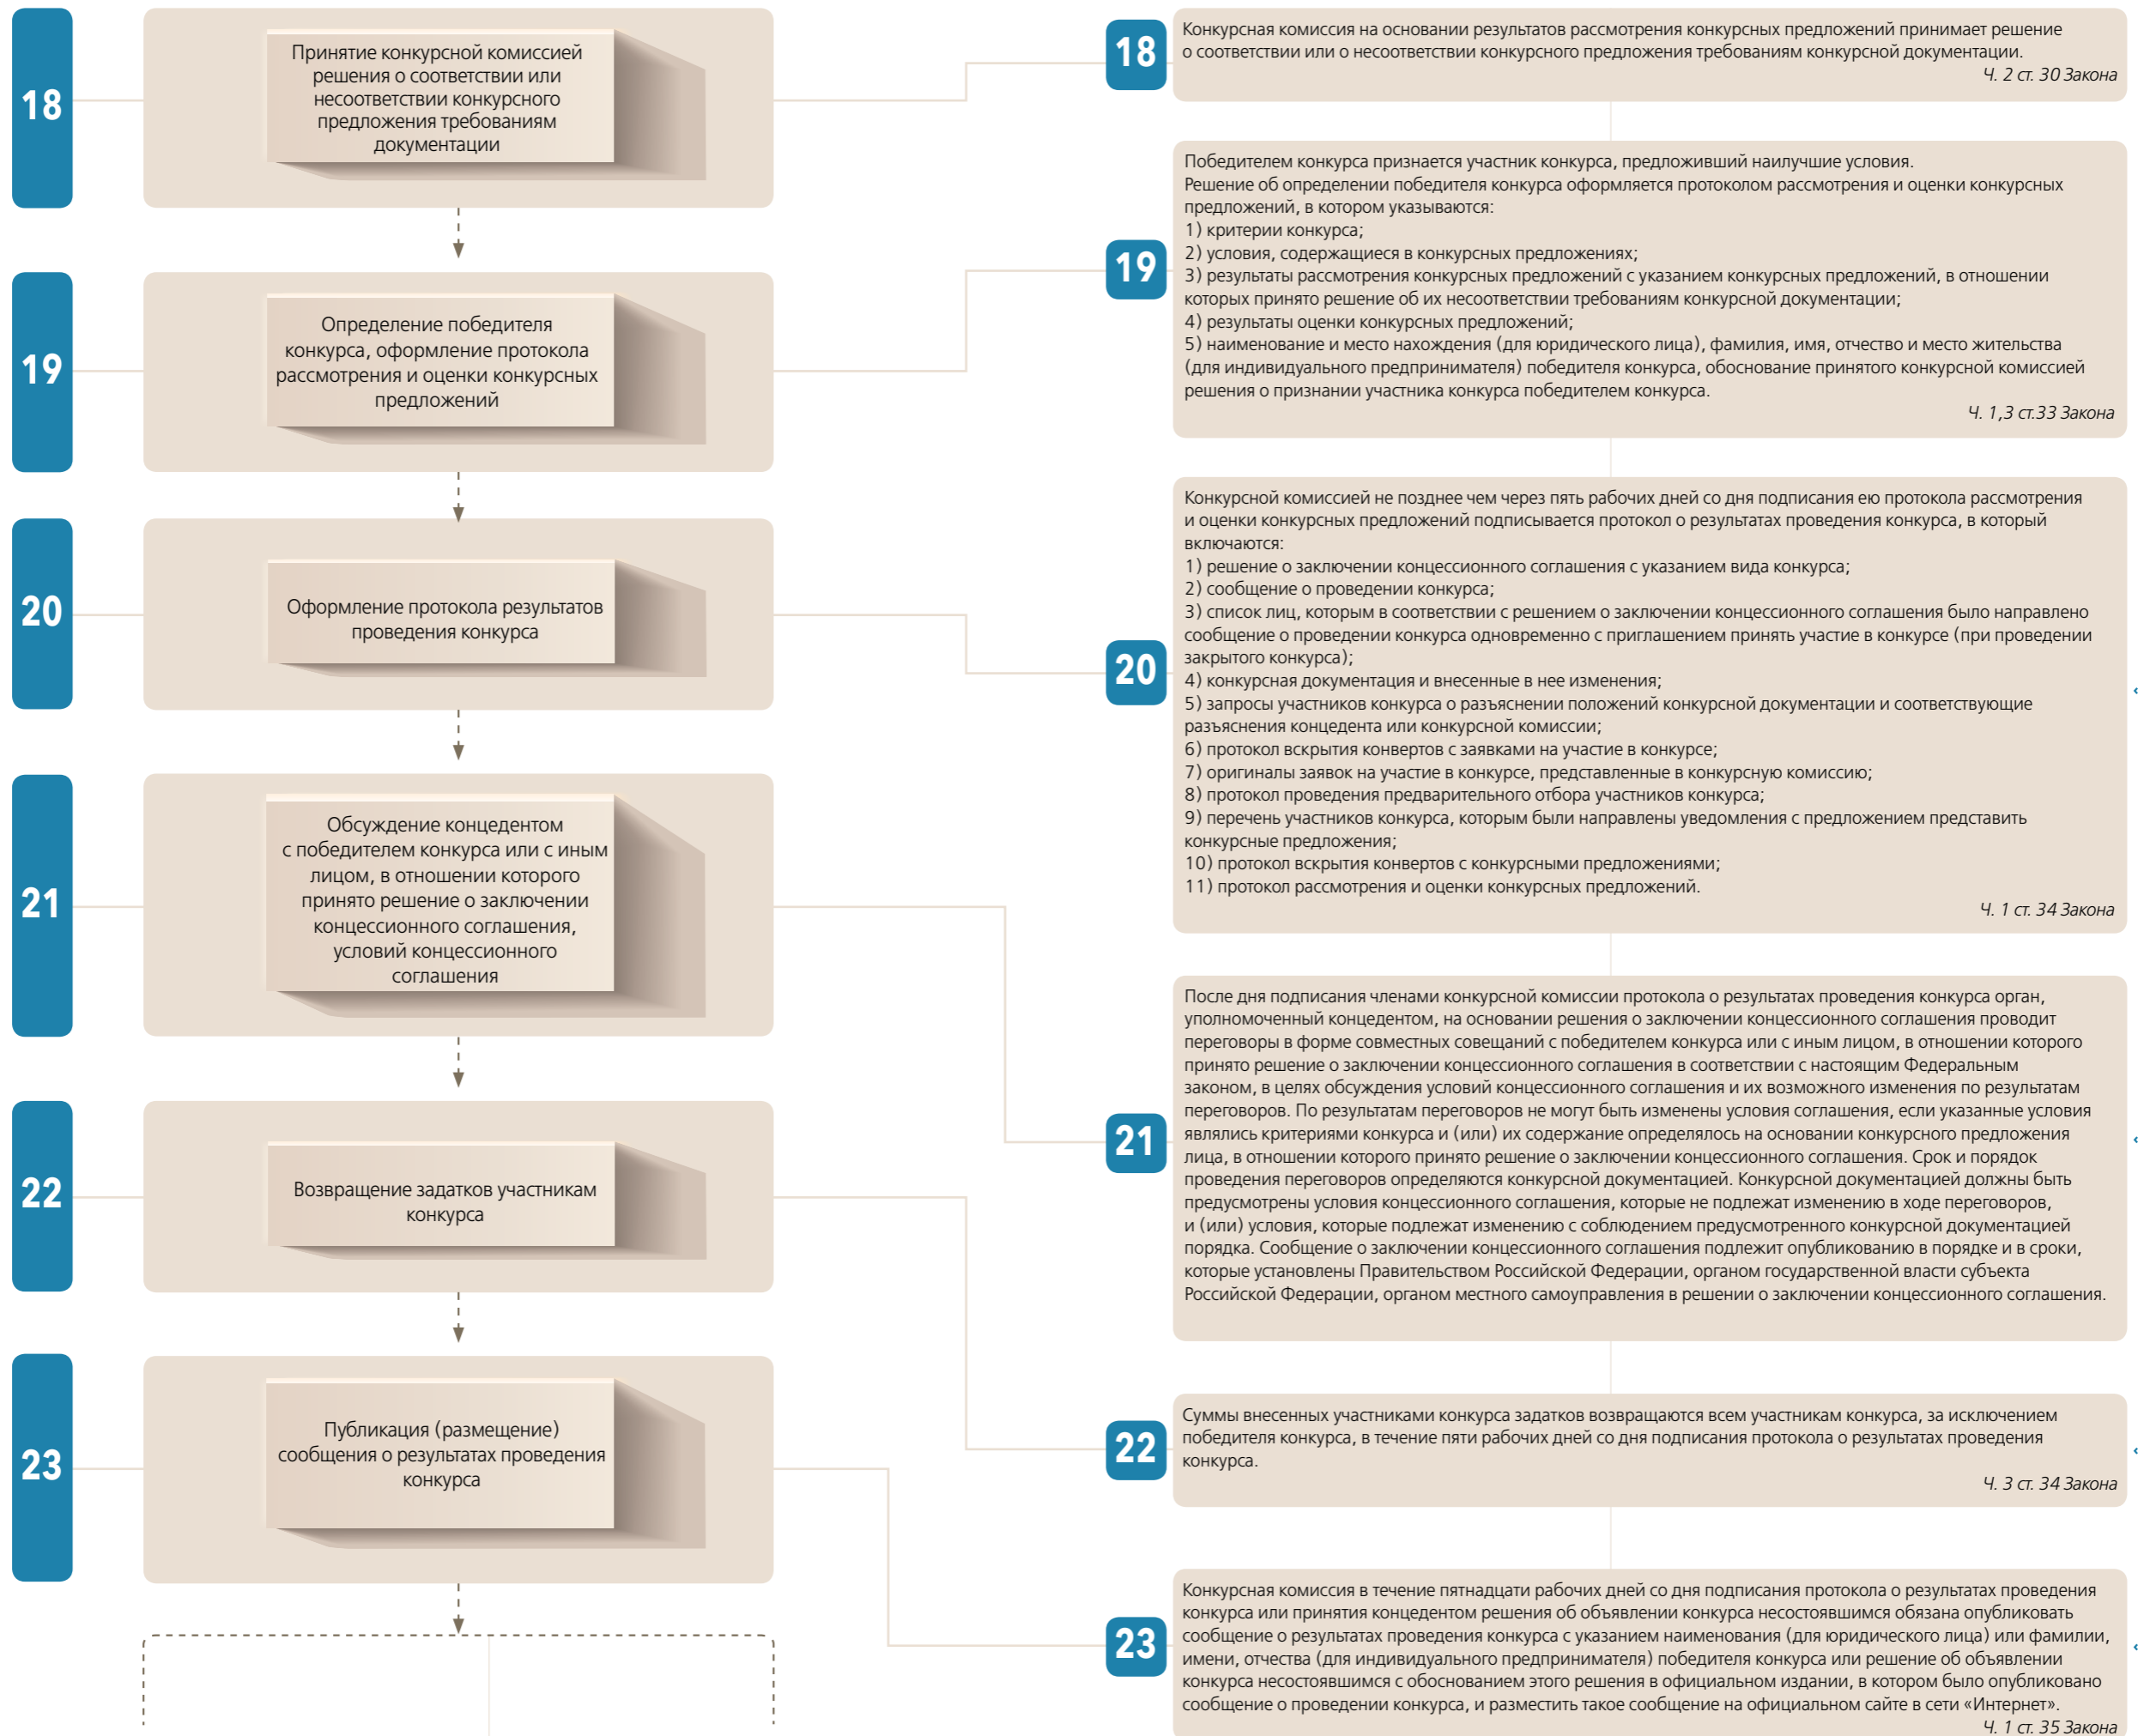 18
Принятие конкурсной комиссией
решения о соответствии или
несоответствии конкурсного
предложения требованиям
документации
18
Конкурсная комиссия на основании результатов рассмотрения конкурсных предложений принимает решение
о соответствии или о несоответствии конкурсного предложения требованиям конкурсной документации.
Ч. 2 ст. 30 Закона
19
Определение победителя
конкурса, оформление протокола
рассмотрения и оценки конкурсных
предложений
19
Победителем конкурса признается участник конкурса, предложивший наилучшие условия.
Решение об определении победителя конкурса оформляется протоколом рассмотрения и оценки конкурсных
предложений, в котором указываются:
1) критерии конкурса;
2) условия, содержащиеся в конкурсных предложениях;
3) результаты рассмотрения конкурсных предложений с указанием конкурсных предложений, в отношении
которых принято решение об их несоответствии требованиям конкурсной документации;
4) результаты оценки конкурсных предложений;
5) наименование и место нахождения (для юридического лица), фамилия, имя, отчество и место жительства
(для индивидуального предпринимателя) победителя конкурса, обоснование принятого конкурсной комиссией
решения о признании участника конкурса победителем конкурса.
Ч. 1,3 ст.33 Закона
20
Оформление протокола результатов
проведения конкурса
20
Конкурсной комиссией не позднее чем через пять рабочих дней со дня подписания ею протокола рассмотрения
и оценки конкурсных предложений подписывается протокол о результатах проведения конкурса, в который
включаются:
1) решение о заключении концессионного соглашения с указанием вида конкурса;
2) сообщение о проведении конкурса;
3) список лиц, которым в соответствии с решением о заключении концессионного соглашения было направлено
сообщение о проведении конкурса одновременно с приглашением принять участие в конкурсе (при проведении
закрытого конкурса);
4) конкурсная документация и внесенные в нее изменения;
5) запросы участников конкурса о разъяснении положений конкурсной документации и соответствующие
разъяснения концедента или конкурсной комиссии;
6) протокол вскрытия конвертов с заявками на участие в конкурсе;
7) оригиналы заявок на участие в конкурсе, представленные в конкурсную комиссию;
8) протокол проведения предварительного отбора участников конкурса;
9) перечень участников конкурса, которым были направлены уведомления с предложением представить
конкурсные предложения;
10) протокол вскрытия конвертов с конкурсными предложениями;
11) протокол рассмотрения и оценки конкурсных предложений.
Ч. 1 ст. 34 Закона
21
Обсуждение концедентом
с победителем конкурса или с иным
лицом, в отношении которого
принято решение о заключении
концессионного соглашения,
условий концессионного
соглашения
21
После дня подписания членами конкурсной комиссии протокола о результатах проведения конкурса орган,
уполномоченный концедентом, на основании решения о заключении концессионного соглашения проводит
переговоры в форме совместных совещаний с победителем конкурса или с иным лицом, в отношении которого
принято решение о заключении концессионного соглашения в соответствии с настоящим Федеральным
законом, в целях обсуждения условий концессионного соглашения и их возможного изменения по результатам
переговоров. По результатам переговоров не могут быть изменены условия соглашения, если указанные условия
являлись критериями конкурса и (или) их содержание определялось на основании конкурсного предложения
лица, в отношении которого принято решение о заключении концессионного соглашения. Срок и порядок
проведения переговоров определяются конкурсной документацией. Конкурсной документацией должны быть
предусмотрены условия концессионного соглашения, которые не подлежат изменению в ходе переговоров,
и (или) условия, которые подлежат изменению с соблюдением предусмотренного конкурсной документацией
порядка. Сообщение о заключении концессионного соглашения подлежит опубликованию в порядке и в сроки,
которые установлены Правительством Российской Федерации, органом государственной власти субъекта
Российской Федерации, органом местного самоуправления в решении о заключении концессионного соглашения.
22
Возвращение задатков участникам
конкурса
22
Суммы внесенных участниками конкурса задатков возвращаются всем участникам конкурса, за исключением
победителя конкурса, в течение пяти рабочих дней со дня подписания протокола о результатах проведения
конкурса.
Ч. 3 ст. 34 Закона
23
Публикация (размещение)
сообщения о результатах проведения
конкурса
23
Конкурсная комиссия в течение пятнадцати рабочих дней со дня подписания протокола о результатах проведения
конкурса или принятия концедентом решения об объявлении конкурса несостоявшимся обязана опубликовать
сообщение о результатах проведения конкурса с указанием наименования (для юридического лица) или фамилии,
имени, отчества (для индивидуального предпринимателя) победителя конкурса или решение об объявлении
конкурса несостоявшимся с обоснованием этого решения в официальном издании, в котором было опубликовано
сообщение о проведении конкурса, и разместить такое сообщение на официальном сайте в сети «Интернет».
Ч. 1 ст. 35 Закона